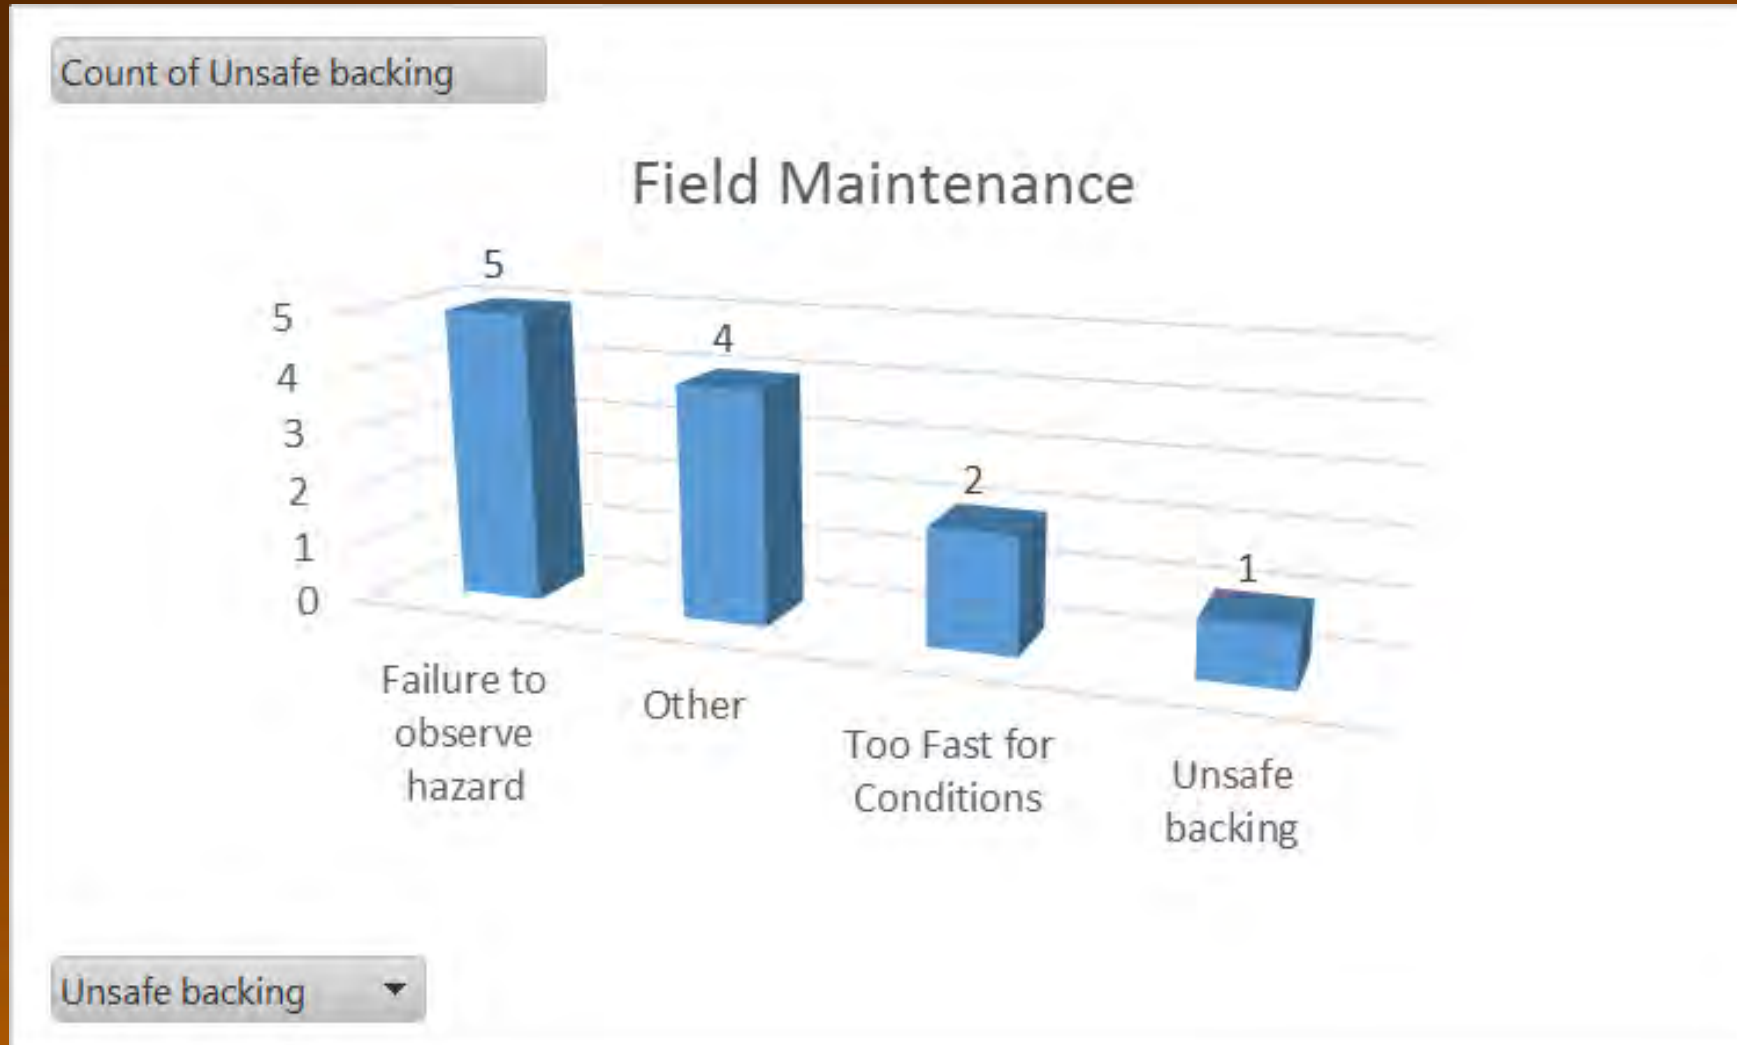 Count of Unsafe backing
Field Maintenance
5
4
2
1
5
4
3
2
1
0
Failure to
observe
hazard
Other
Too Fast for
Conditions
Unsafe
backing
Unsafe backing